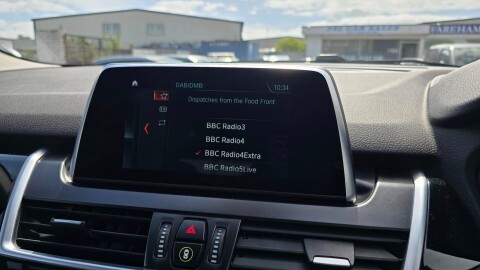 DAB|DMB
10:34
Dispatches from the Food Front
BBC Radio3
BBC Radio4
BBC Radio4Extra
BBC Radio5Live
FAREHAM